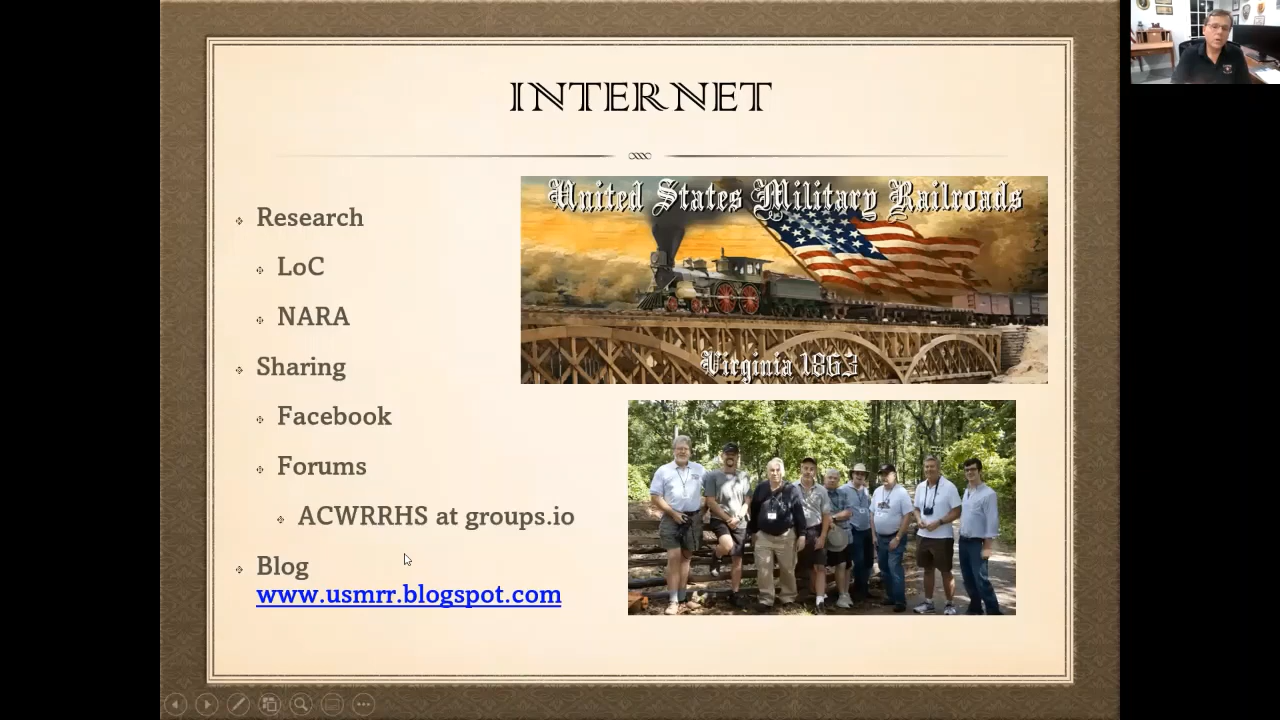 INTERNET
Research
LoC
NARA
Sharing
Facebook
Forums
ACWRRHS at groups.io
Blog
www.usmrr.blogspot.com
United States Military Railroads
Virginia 1863